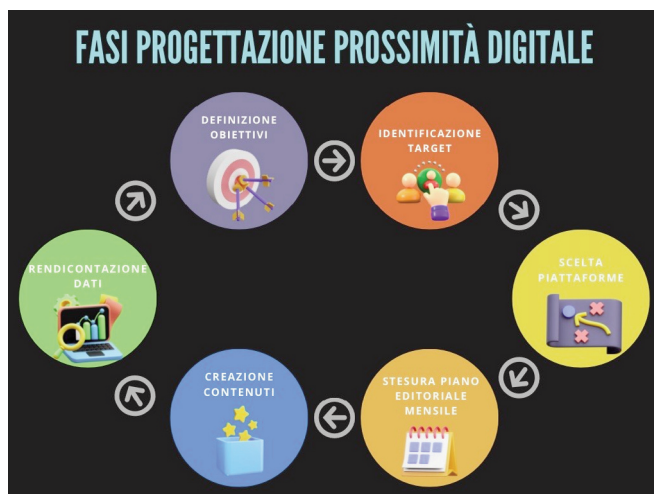 FASI PROGETTAZIONE PROSSIMITÀ DIGITALE
DEFINIZIONE
OBIETTIVI
IDENTIFICAZIONE
TARGET
SCELTA
PIATTAFORME
STESURA PIANO
EDITORIALE
MENSILE
CREAZIONE
CONTENUTI
RENDICONTAZIONE
DATI